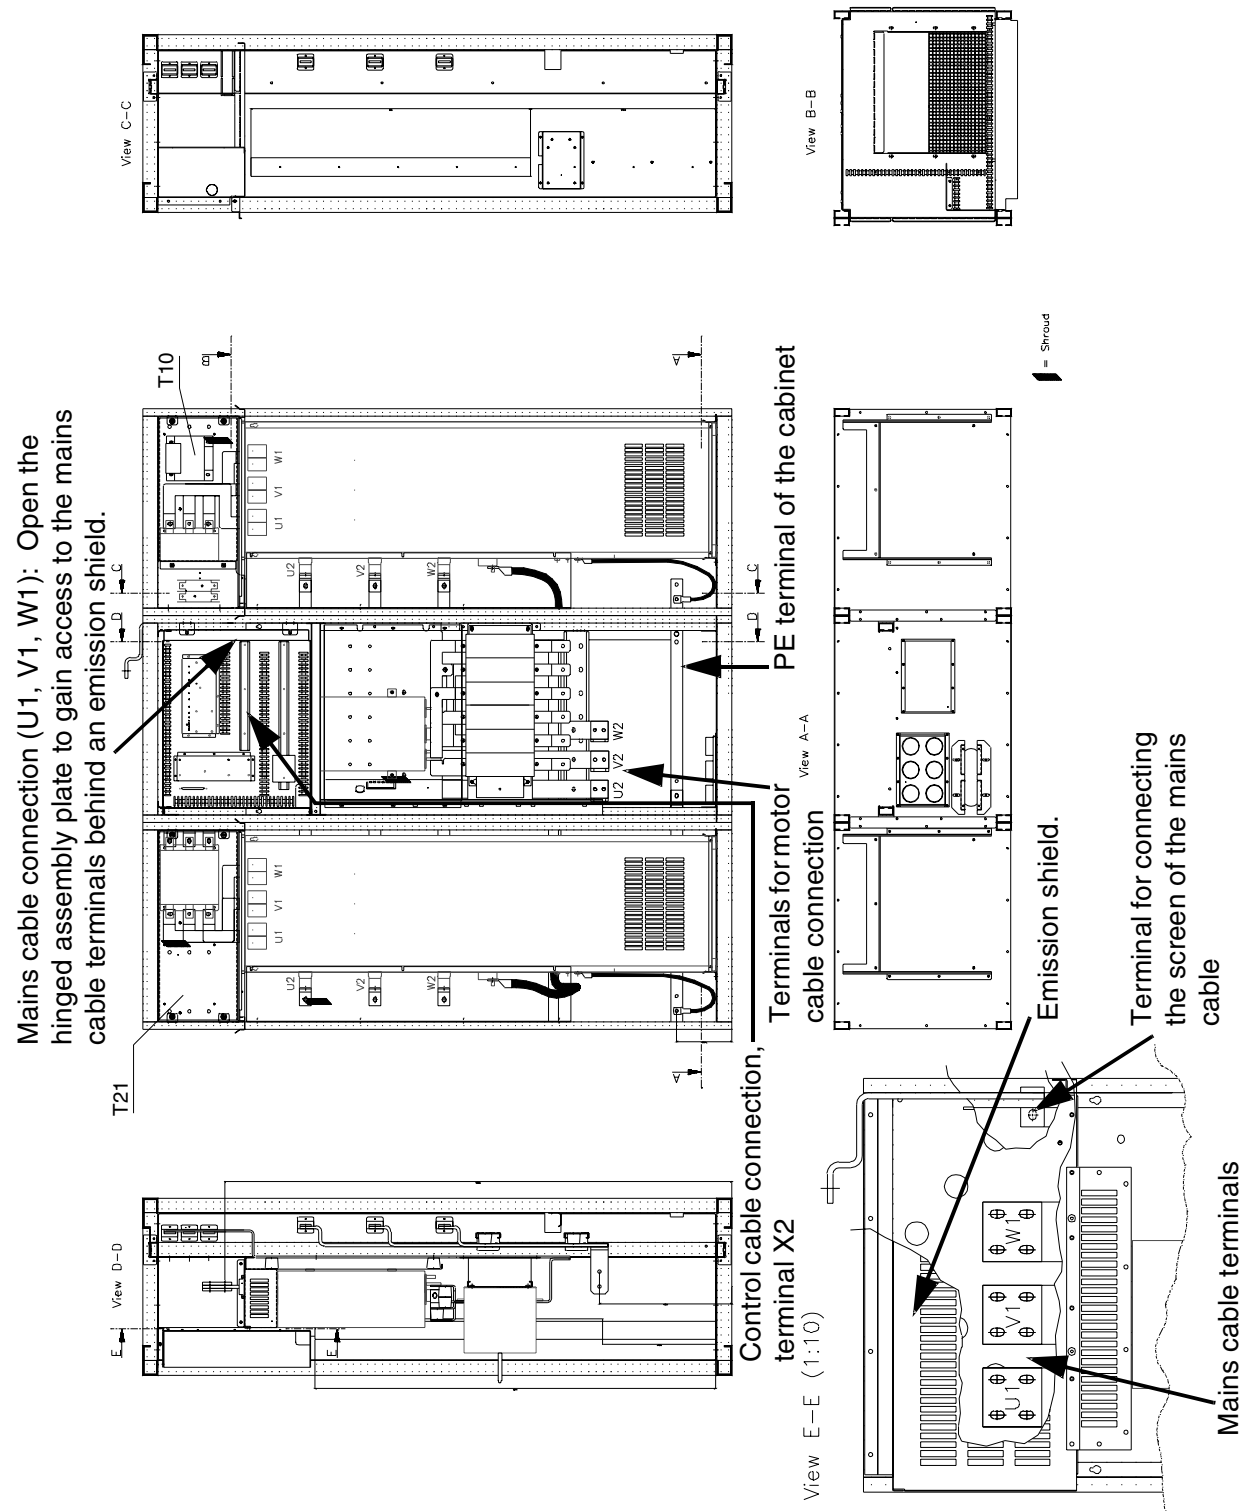 Mains cable connection (U1, V1, W1): Open the
hinged assembly plate to gain access to the mains
cable terminals behind an emission shield.
T21
T10
View D-D
E
E
D
D
C
C
B
A
A
U1
V1
W1
U1
V1
W1
U2
V2
W2
U2
V2
W2
U2
V2
W2
View C-C
Control cable connection,
terminal X2
Terminals for motor
cable connection
PE terminal of the cabinet
View A-A
View B-B
= Shroud
View E-E (1:10)
U1
V1
W1
Emission shield.
Terminal for connecting
the screen of the mains
cable
Mains cable terminals